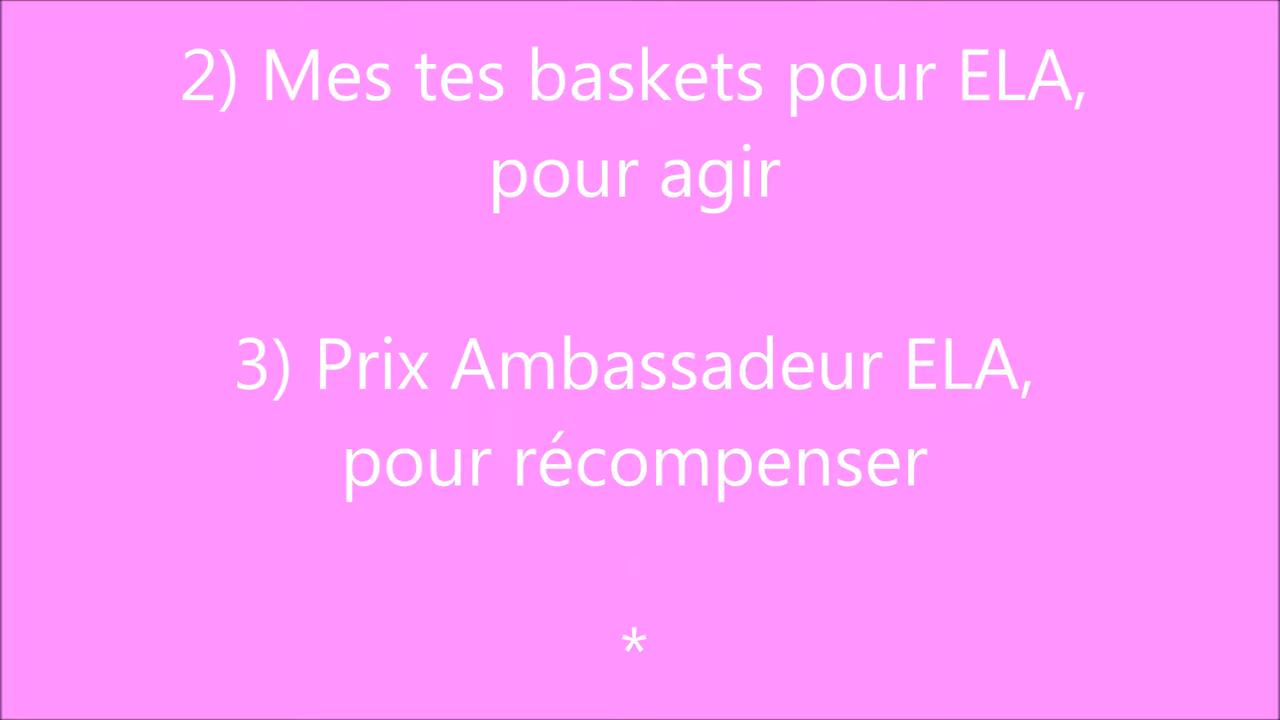 2) Mes tes baskets pour ELA,
pour agir
3) Prix Ambassadeur ELA,
pour récompenser
*